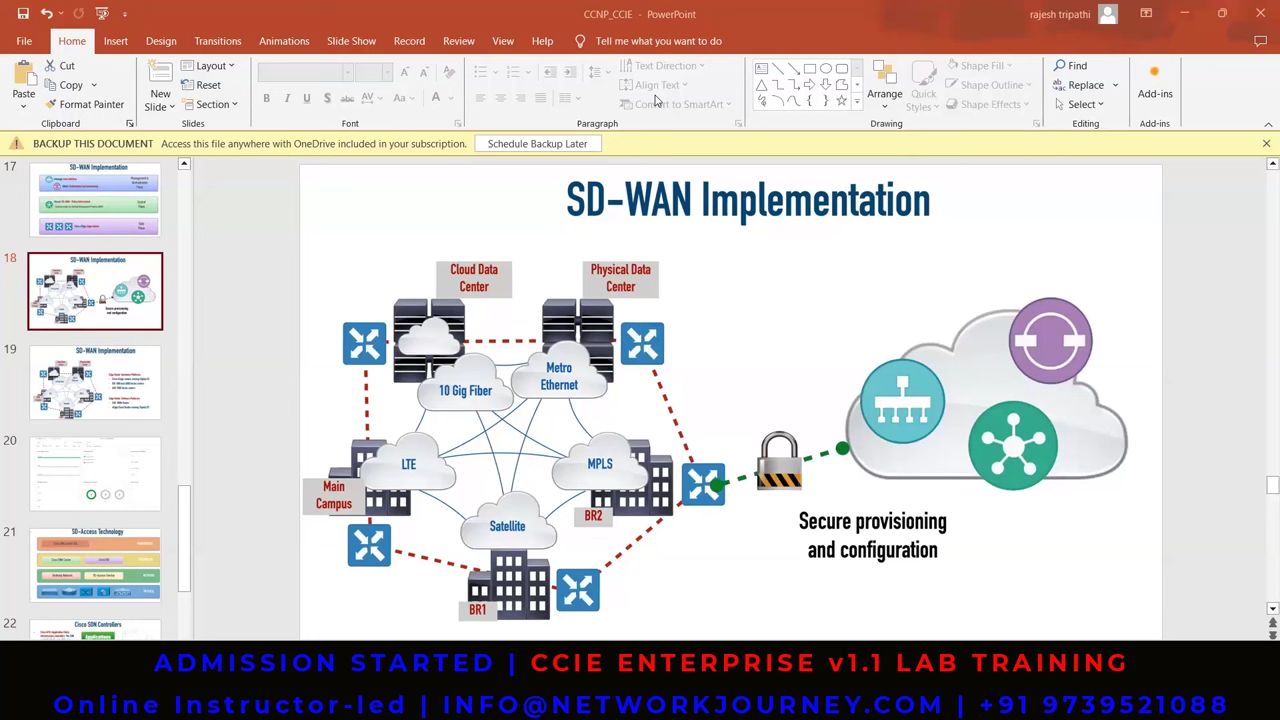 CCNP_CCIE - PowerPoint
rajesh tripathi
File Home Insert Design Transitions Animations Slide Show Record Review View Help Tell me what you want to do
Paste
Cut
Copy
Format Painter
Clipboard
New Slide
Layout
Reset
Section
Slides
Font
Text Direction
Align Text
Convert to SmartArt
Paragraph
Arrange
Quick Styles
Shape Fill
Shape Outline
Shape Effects
Drawing
Find
Replace
Select
Editing
Add-ins
Add-ins
BACKUP THIS DOCUMENT Access this file anywhere with OneDrive included in your subscription. Schedule Backup Later
17
SD-WAN Implementation
18
SD-WAN Implementation
19
SD-WAN Implementation
20
21
SD-Access Technology
22
Cisco SDN Controllers
SD-WAN Implementation
Cloud Data
Center
Physical Data
Center
10 Gig Fiber
Metro
Ethernet
LTE
MPLS
Main
Campus
BR2
Satellite
BR1
Secure provisioning
and configuration
ADMISSION STARTED | CCIE ENTERPRISE v1.1 LAB TRAINING
Online Instructor-led | INFO@NETWORKJOURNEY.COM | +91 9739521088